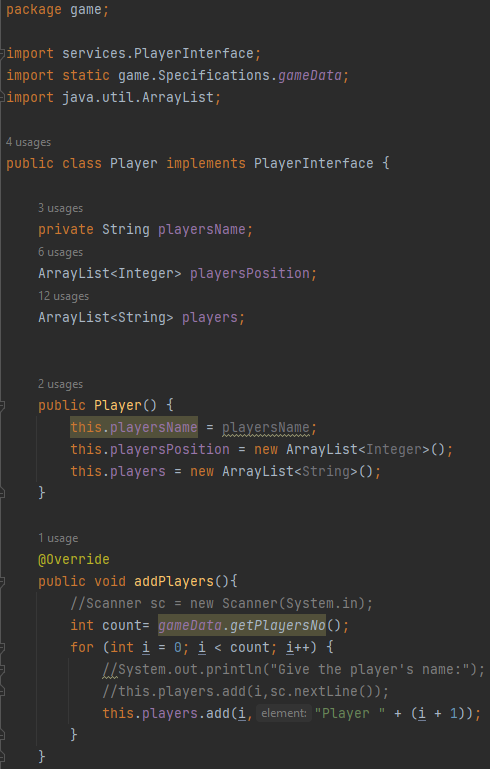 package game;
import services.PlayerInterface;
import static game.Specifications.gameData;
import java.util.ArrayList;
4 usages
public class Player implements PlayerInterface {
3 usages
private String playersName;
6 usages
ArrayList<Integer> playersPosition;
12 usages
ArrayList<String> players;
2 usages
public Player() {
this.playersName = playersName;
this.playersPosition = new ArrayList<Integer>();
this.players = new ArrayList<String>();
}
1 usage
@Override
public void addPlayers(){
//Scanner sc = new Scanner(System.in);
int count= gameData.getPlayersNo();
for (int i = 0; i < count; i++) {
//System.out.println("Give the player's name:");
//this.players.add(i,sc.nextLine());
this.players.add(i, element: "Player " + (i + 1));
}
}